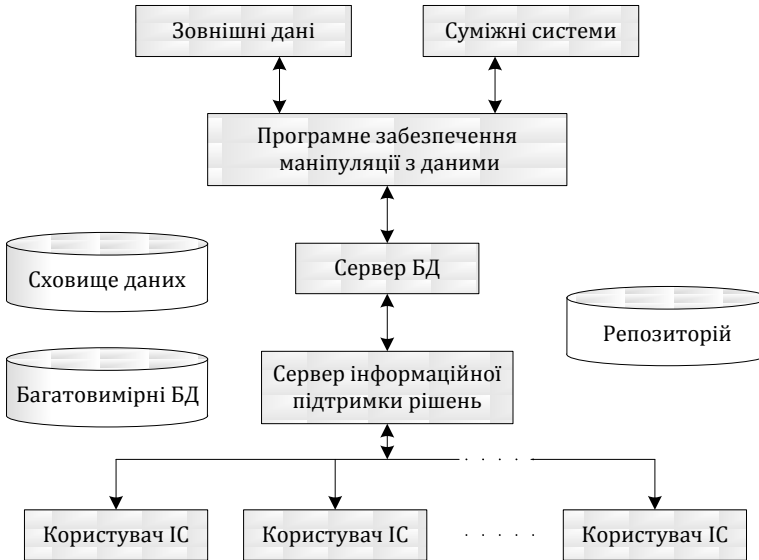 Зовнішні дані
Суміжні системи
Програмне забезпечення
маніпуляції з даними
Сервер БД
Сховище даних
Репозиторій
Багатовимірні БД
Сервер інформаційної
підтримки рішень
Користувач ІС
Користувач ІС
Користувач ІС